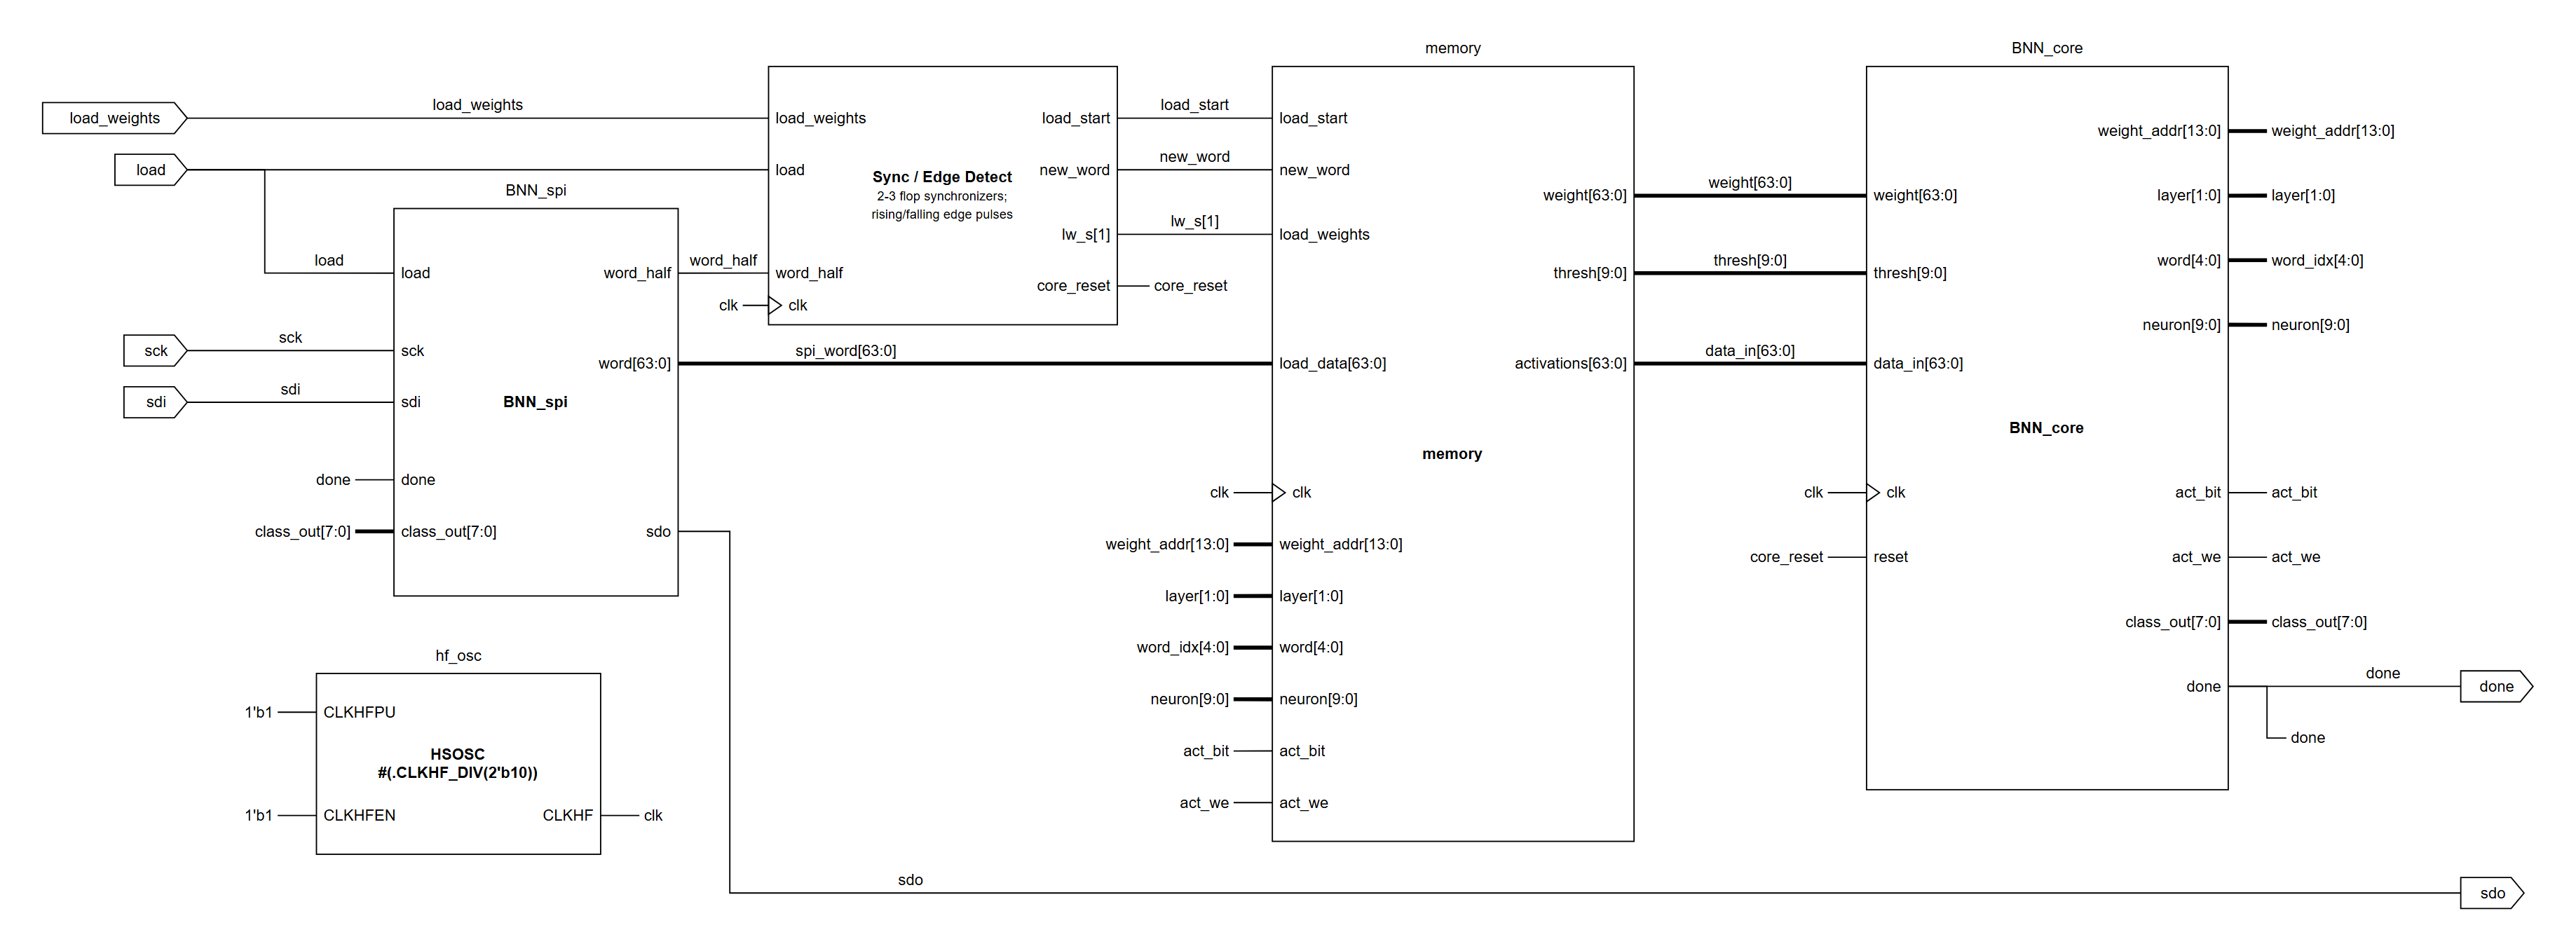 memory
BNN_core
load_weights
load_weights
load_weights
load_start
load_start
load_start
load
load
new_word
new_word
new_word
Sync / Edge Detect
2-3 flop synchronizers;
rising/falling edge pulses
lw_s[1]
lw_s[1]
load_weights
word_half
core_reset
core_reset
clk
clk
BNN_spi
load
load
word_half
word_half
sck
sck
sck
word[63:0]
spi_word[63:0]
load_data[63:0]
sdi
sdi
sdi
BNN_spi
done
done
class_out[7:0]
class_out[7:0]
sdo
hf_osc
1'b1
CLKHFPU
HSOSC
#(.CLKHF_DIV(2'b10))
1'b1
CLKHFEN
CLKHF
clk
weight[63:0]
weight[63:0]
weight[63:0]
thresh[9:0]
thresh[9:0]
thresh[9:0]
activations[63:0]
data_in[63:0]
data_in[63:0]
memory
clk
clk
weight_addr[13:0]
weight_addr[13:0]
layer[1:0]
layer[1:0]
word_idx[4:0]
word[4:0]
neuron[9:0]
neuron[9:0]
act_bit
act_bit
act_we
act_we
weight_addr[13:0]
weight_addr[13:0]
layer[1:0]
layer[1:0]
word[4:0]
word_idx[4:0]
neuron[9:0]
neuron[9:0]
BNN_core
clk
clk
act_bit
act_bit
core_reset
reset
act_we
act_we
class_out[7:0]
class_out[7:0]
done
done
done
done
sdo
sdo